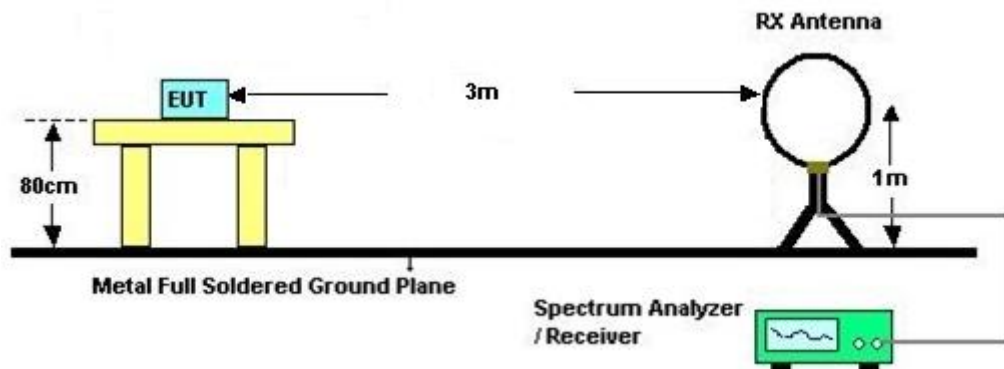 RX Antenna
EUT
3m
80cm
1m
Metal Full Soldered Ground Plane
Spectrum Analyzer
/ Receiver